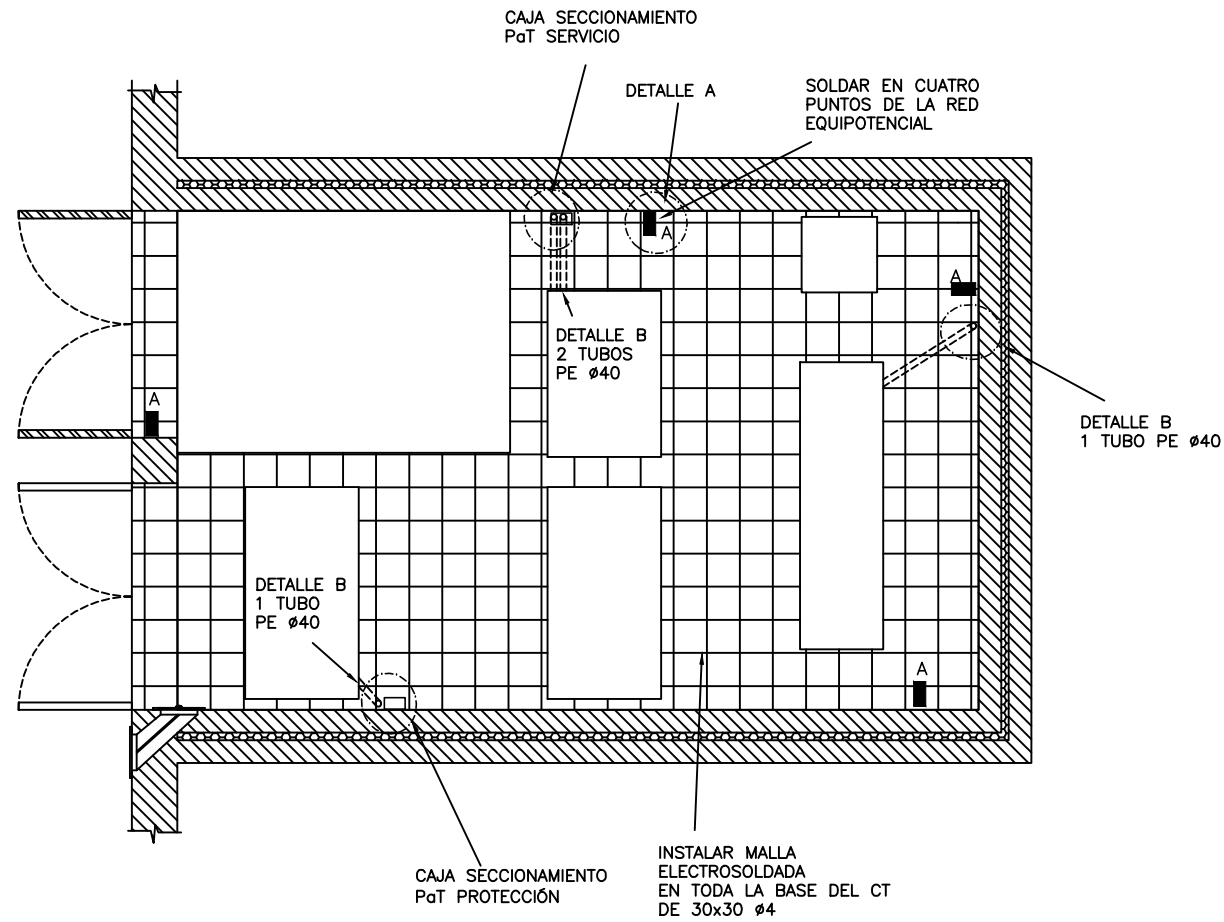 CAJA SECCIONAMIENTO
PaT SERVICIO
DETALLE A
SOLDAR EN CUATRO
PUNTOS DE LA RED
EQUIPOTENCIAL
A
A
DETALLE B
2 TUBOS
PE ø40
A
DETALLE B
1 TUBO PE ø40
DETALLE B
1 TUBO
PE ø40
A
CAJA SECCIONAMIENTO
PaT PROTECCIÓN
INSTALAR MALLA
ELECTROSOLDADA
EN TODA LA BASE DEL CT
DE 30x30 ø4